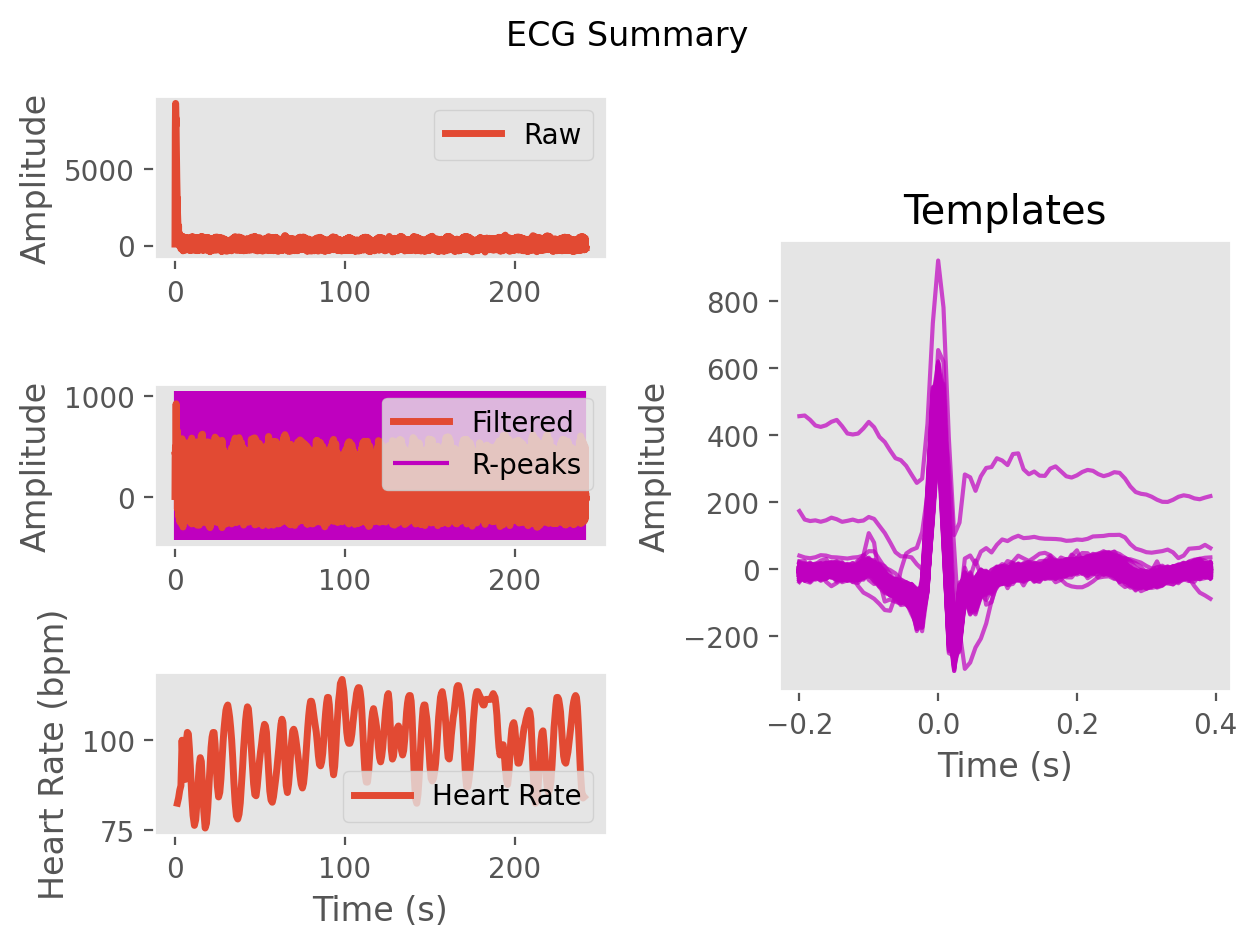 ECG Summary
Amplitude
5000
0
Raw
0 100 200
Amplitude
1000
0
Filtered
R-peaks
0 100 200
Heart Rate (bpm)
100
75
Heart Rate
0 100 200
Time (s)
Templates
Amplitude
800
600
400
200
0
−200
−0.2 0.0 0.2 0.4
Time (s)